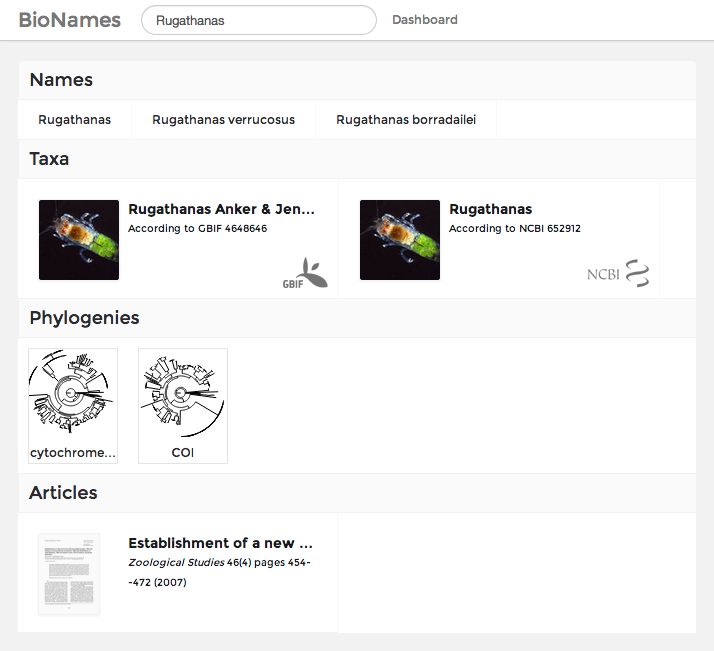 BioNames Rugathanas Dashboard
Names
Rugathanas Rugathanas verrucosus Rugathanas borradailei
Taxa
Rugathanas Anker & Jen...
According to GBIF 4648646
GBIF
Rugathanas
According to NCBI 652912
NCBI
Phylogenies
cytochrome...
COI
Articles
Establishment of a new ...
Zoological Studies 46(4) pages 454-
-472 (2007)